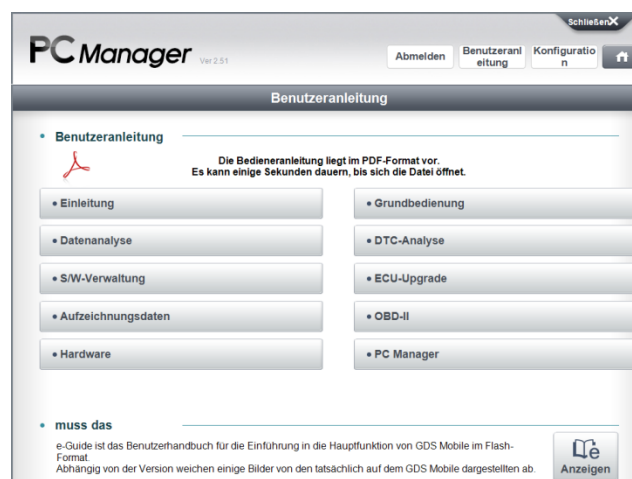 Schließen X
PC Manager Ver 2.51
Abmelden
Benutzeranl
eitung
Konfiguratio
n
Benutzeranleitung
• Benutzeranleitung
Die Bedieneranleitung liegt im PDF-Format vor.
Es kann einige Sekunden dauern, bis sich die Datei öffnet.
• Einleitung
• Grundbedienung
• Datenanalyse
• DTC-Analyse
• S/W-Verwaltung
• ECU-Upgrade
• Aufzeichnungsdaten
• OBD-II
• Hardware
• PC Manager
• muss das
e-Guide ist das Benutzerhandbuch für die Einführung in die Hauptfunktion von GDS Mobile im Flash-
Format.
Abhängig von der Version weichen einige Bilder von den tatsächlich auf dem GDS Mobile dargestellten ab.
e
Anzeigen